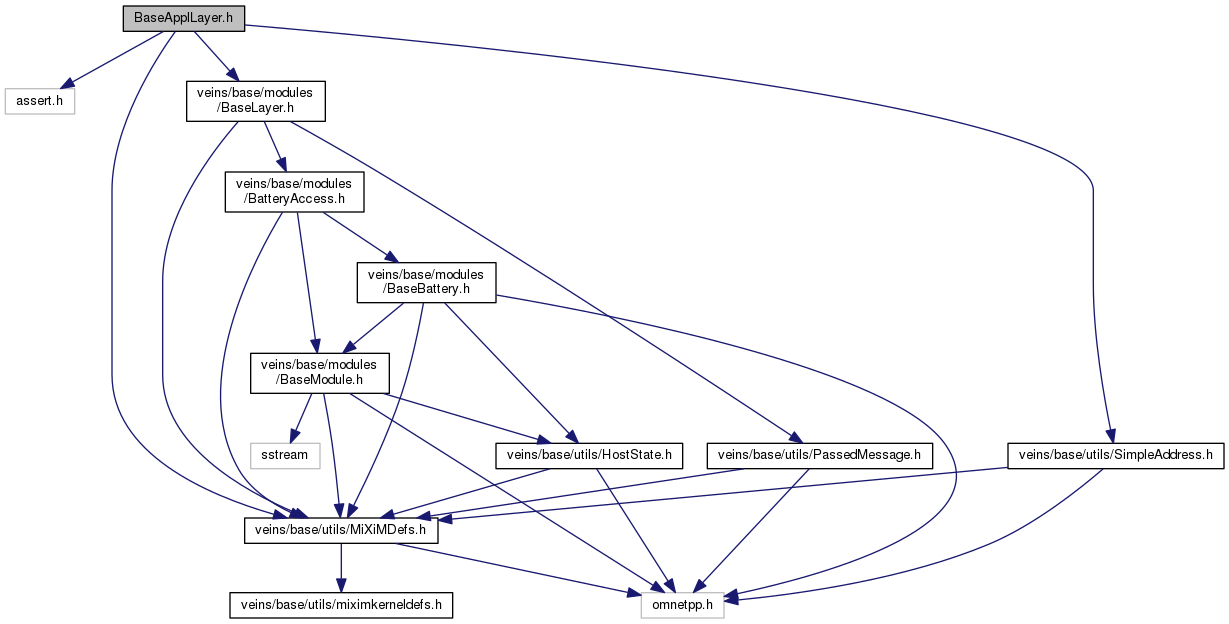 BaseApplLayer.h
assert.h
veins/base/modules
/BaseLayer.h
veins/base/modules
/BatteryAccess.h
veins/base/modules
/BaseBattery.h
veins/base/modules
/BaseModule.h
sstream
veins/base/utils/HostState.h
veins/base/utils/PassedMessage.h
veins/base/utils/SimpleAddress.h
veins/base/utils/MiXiMDefs.h
veins/base/utils/miximkerneldefs.h
omnetpp.h